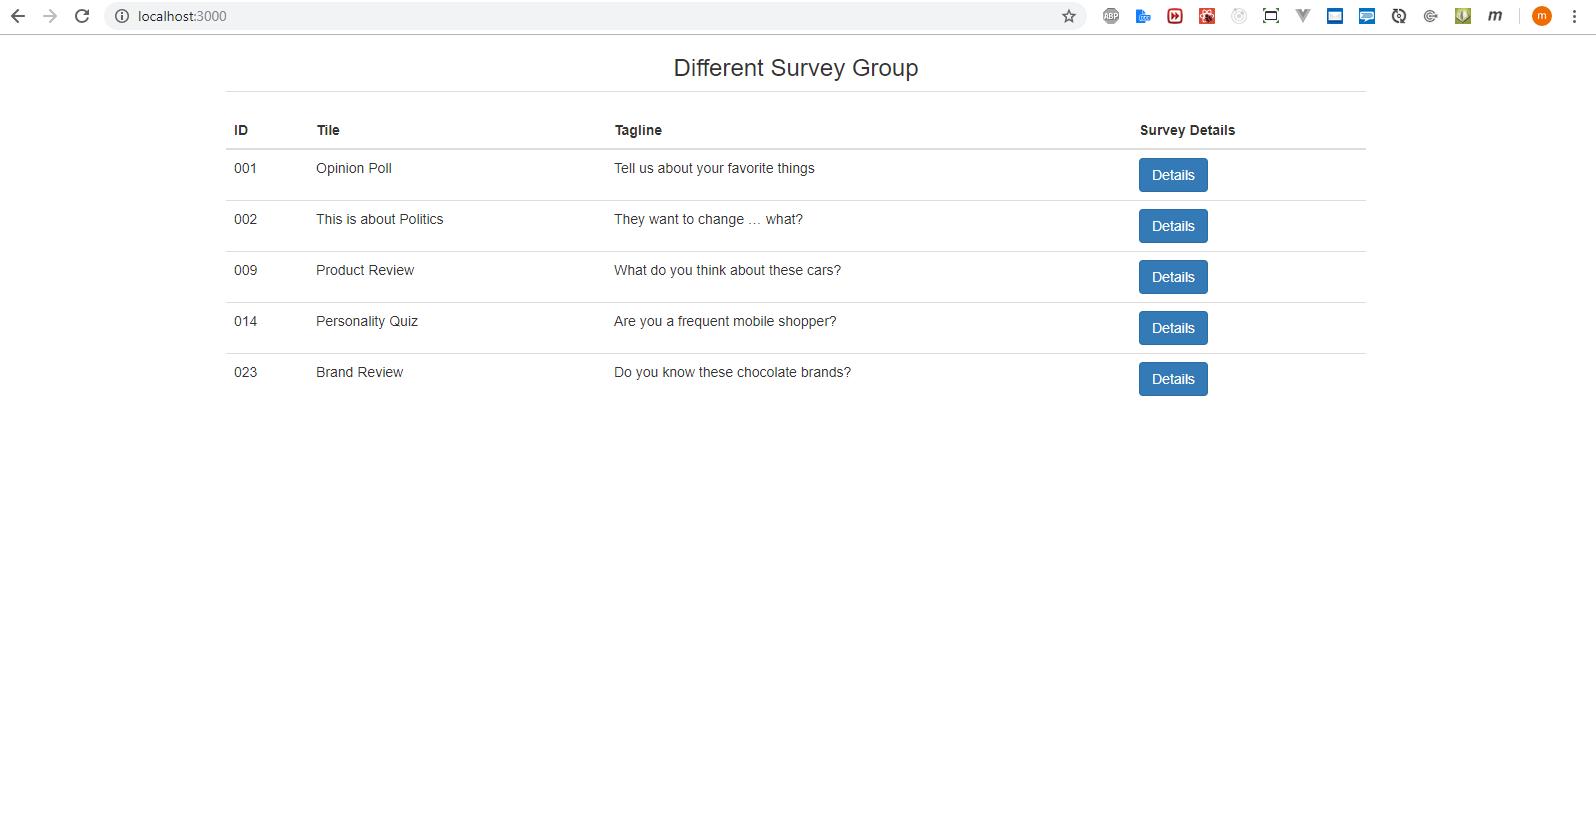 localhost:3000
ABP
m
m
Different Survey Group
ID Tile Tagline Survey Details
001 Opinion Poll Tell us about your favorite things Details
002 This is about Politics They want to change … what? Details
009 Product Review What do you think about these cars? Details
014 Personality Quiz Are you a frequent mobile shopper? Details
023 Brand Review Do you know these chocolate brands? Details